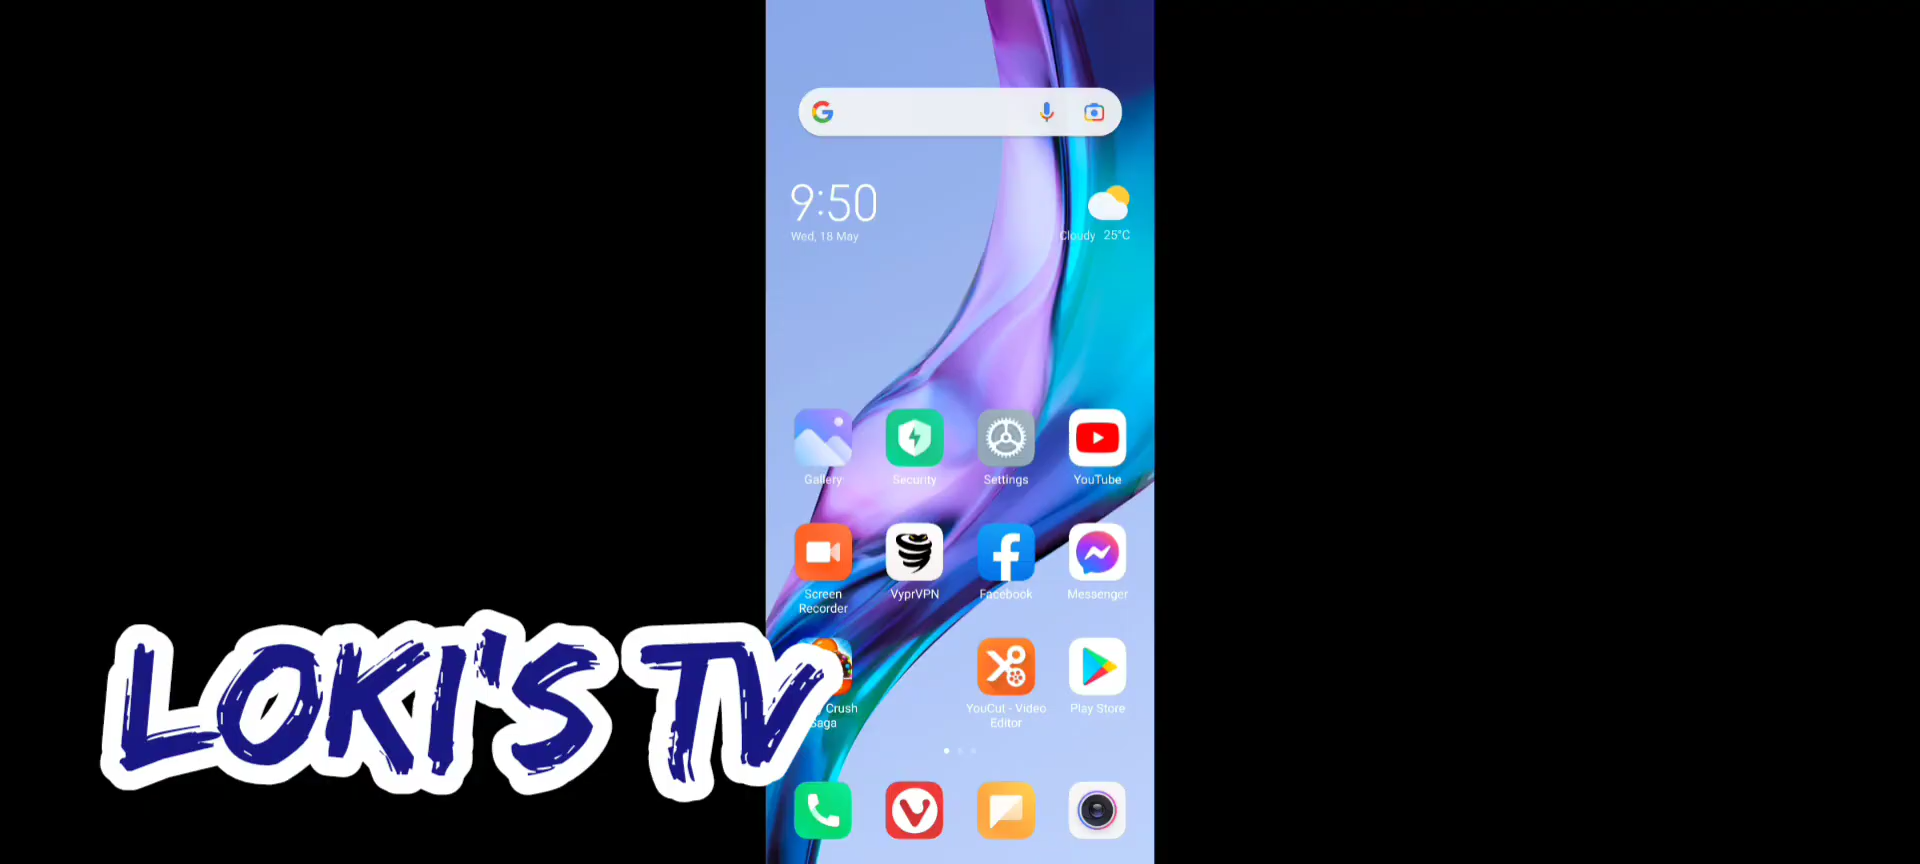 9:50
Wed, 18 May
Cloudy 25°C
Gallery
Security
Settings
YouTube
Screen
Recorder
VyprVPN
Facebook
Messenger
Crush
Saga
YouCut - Video
Editor
Play Store
LOKI'S TV